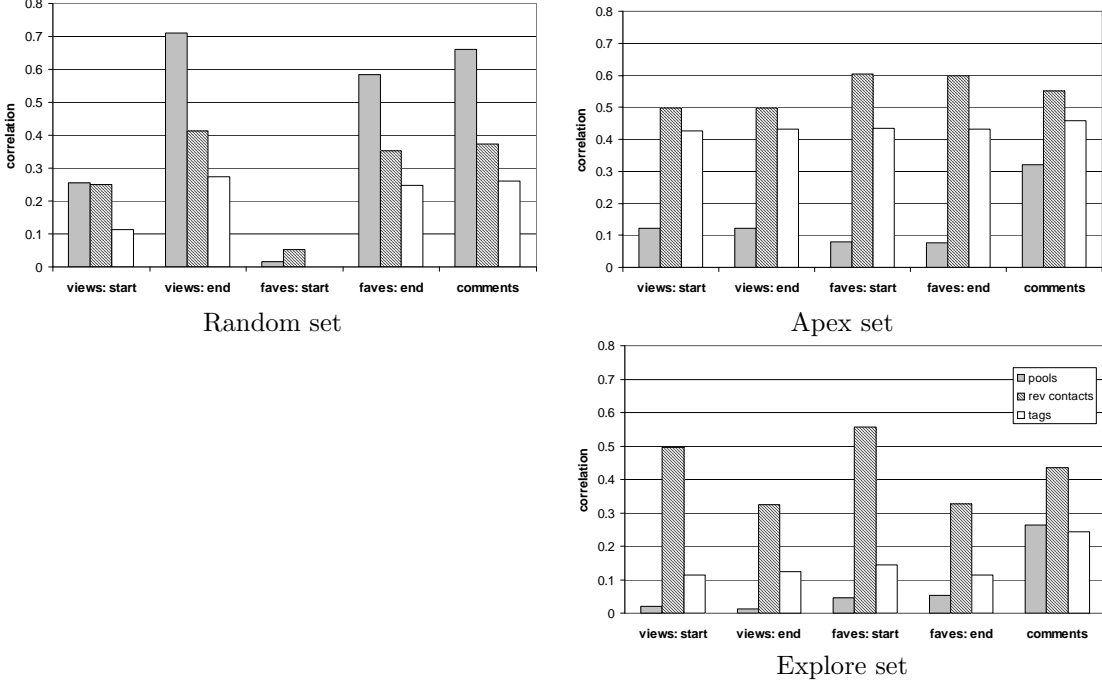 0.8
0.7
0.6
0.5
0.4
0.3
0.2
0.1
0
correlation
views: start views: end faves: start faves: end comments
Random set
0.8
0.7
0.6
0.5
0.4
0.3
0.2
0.1
0
correlation
views: start views: end faves: start faves: end comments
Apex set
0.8
0.7
0.6
0.5
0.4
0.3
0.2
0.1
0
correlation
pools
rev contacts
tags
views: start views: end faves: start faves: end comments
Explore set